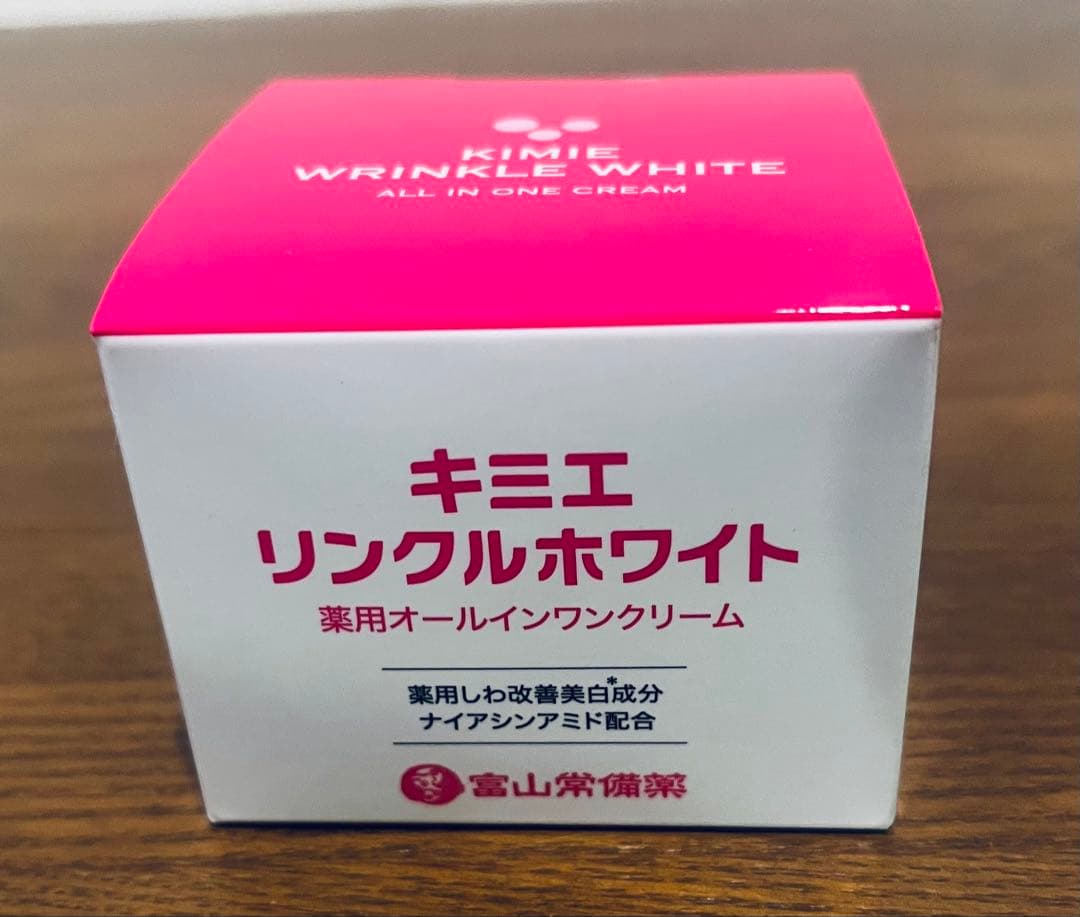 KIMIE
WRINKLE WHITE
ALL IN ONE CREAM
キミエ
リンクルホワイト
薬用オールインワンクリーム
薬用しわ改善美白*成分
ナイアシンアミド配合
富山常備薬